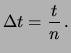 Δt = t/n .